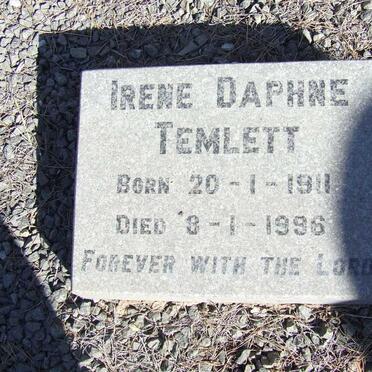 IRENE DAPHNE
TEMLETT
BORN 20-1-1911
DIED 8-1-1996
FOREVER WITH THE LORD